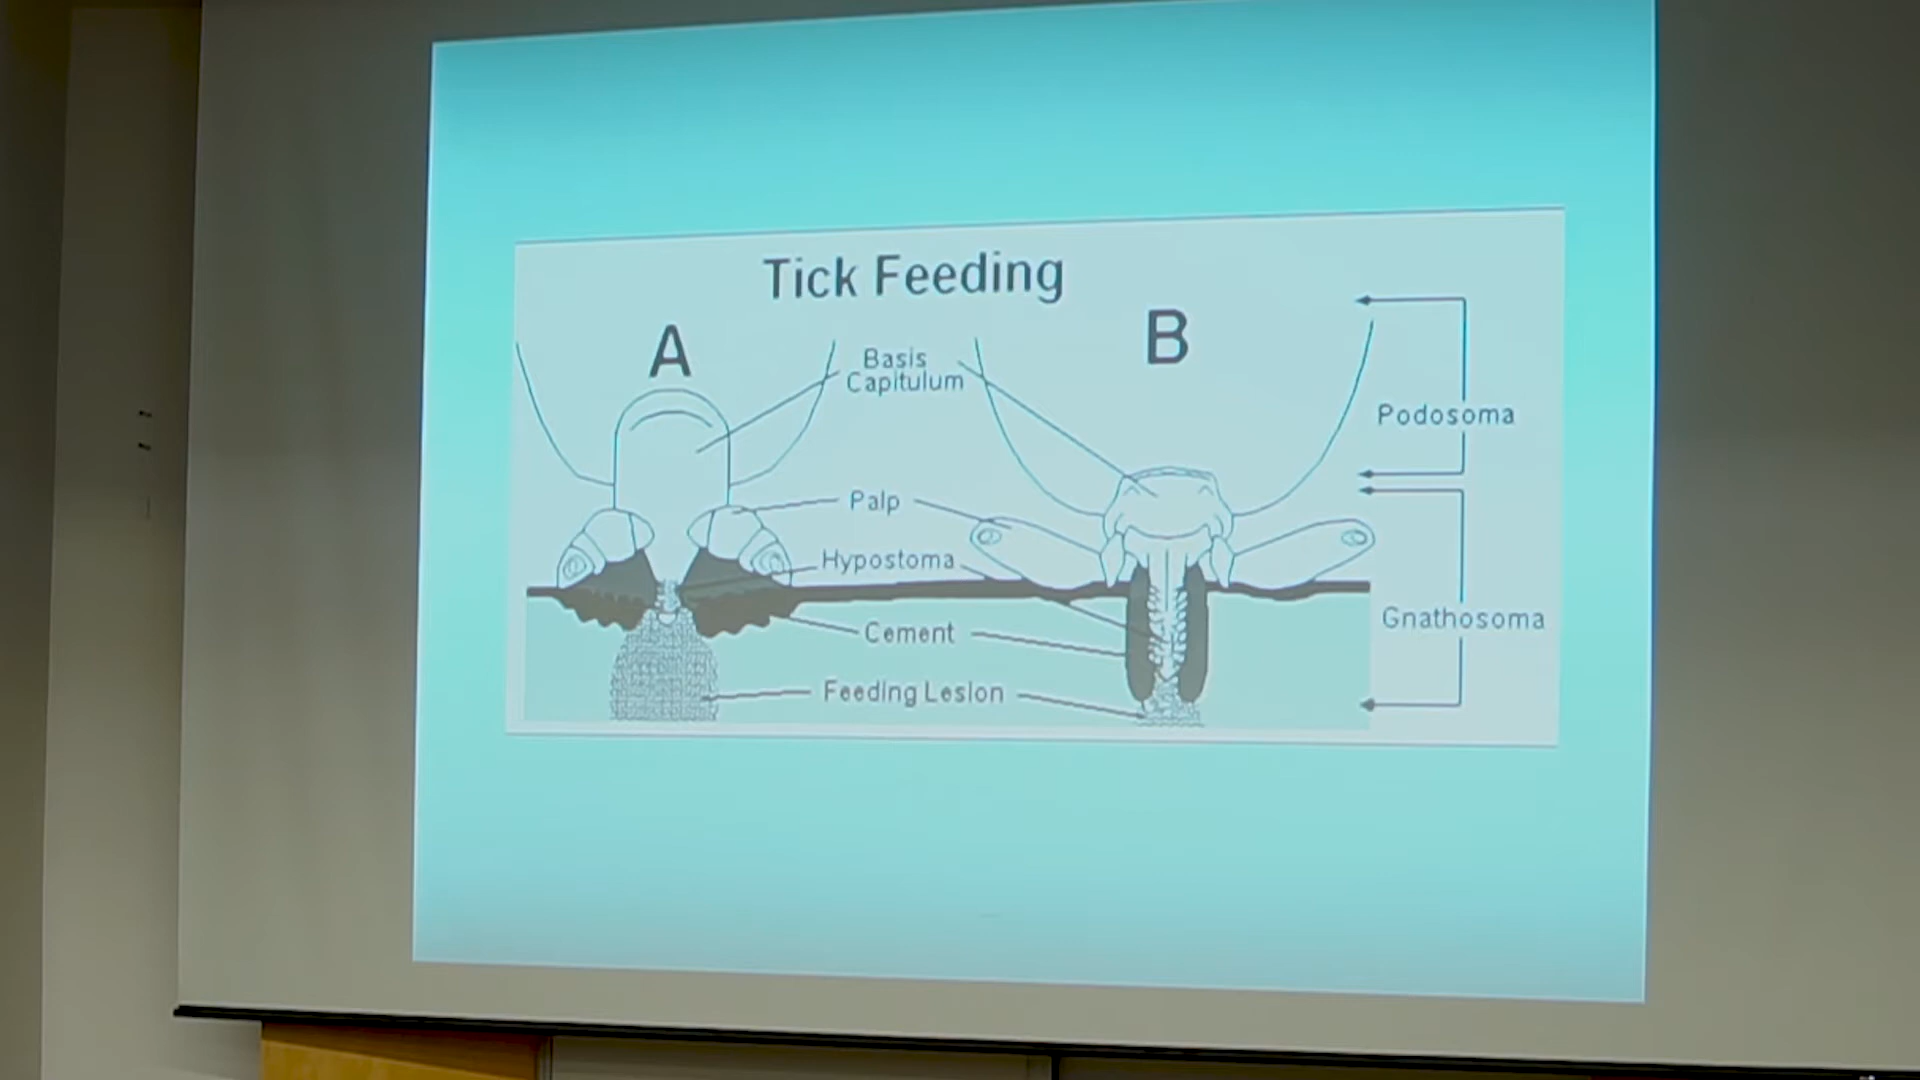 Tick Feeding
A
B
Basis
Capitulum
Podosoma
Palp
Hypostoma
Gnathosoma
Cement
Feeding Lesion